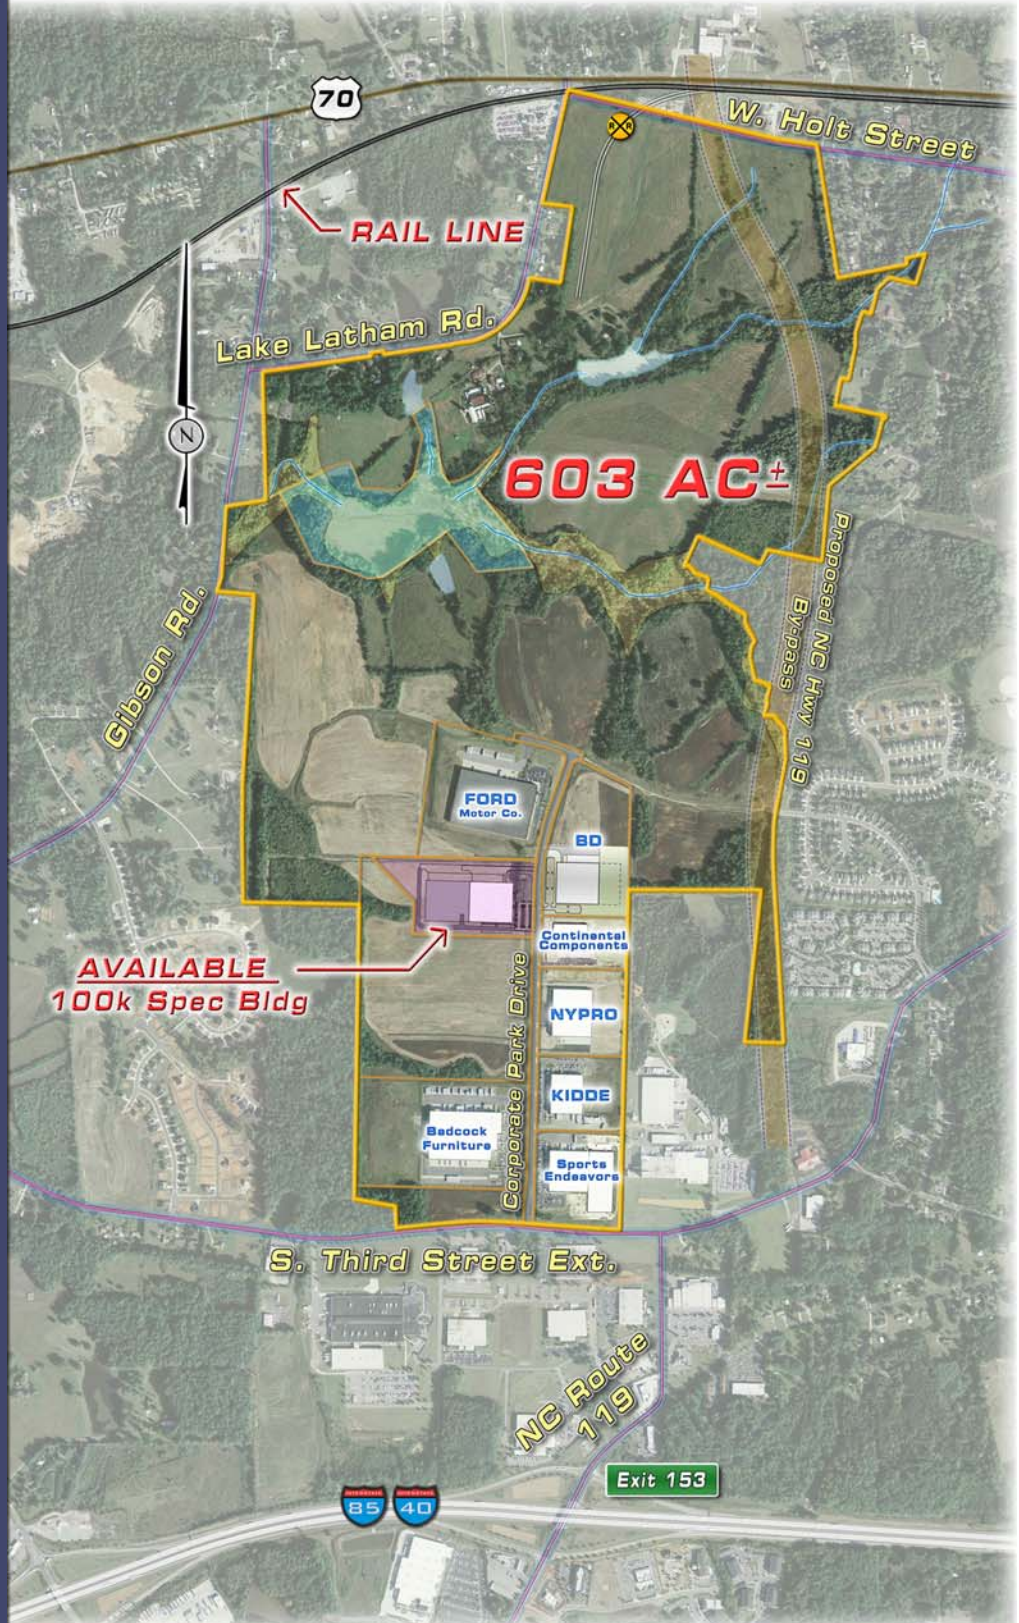 70
W. Holt Street
R R
RAIL LINE
Lake Latham Rd.
N
603 AC±
Proposed NC Hwy 119
By-pass
Gibson Rd.
FORD
Motor Co.
BD
Continental
Components
AVAILABLE
100k Spec Bldg
Corporate Park Drive
NYPRO
KIDDE
Badcock
Furniture
Sports
Endeavors
S. Third Street Ext.
NC Route
119
Exit 153
INTERSTATE
85
INTERSTATE
40